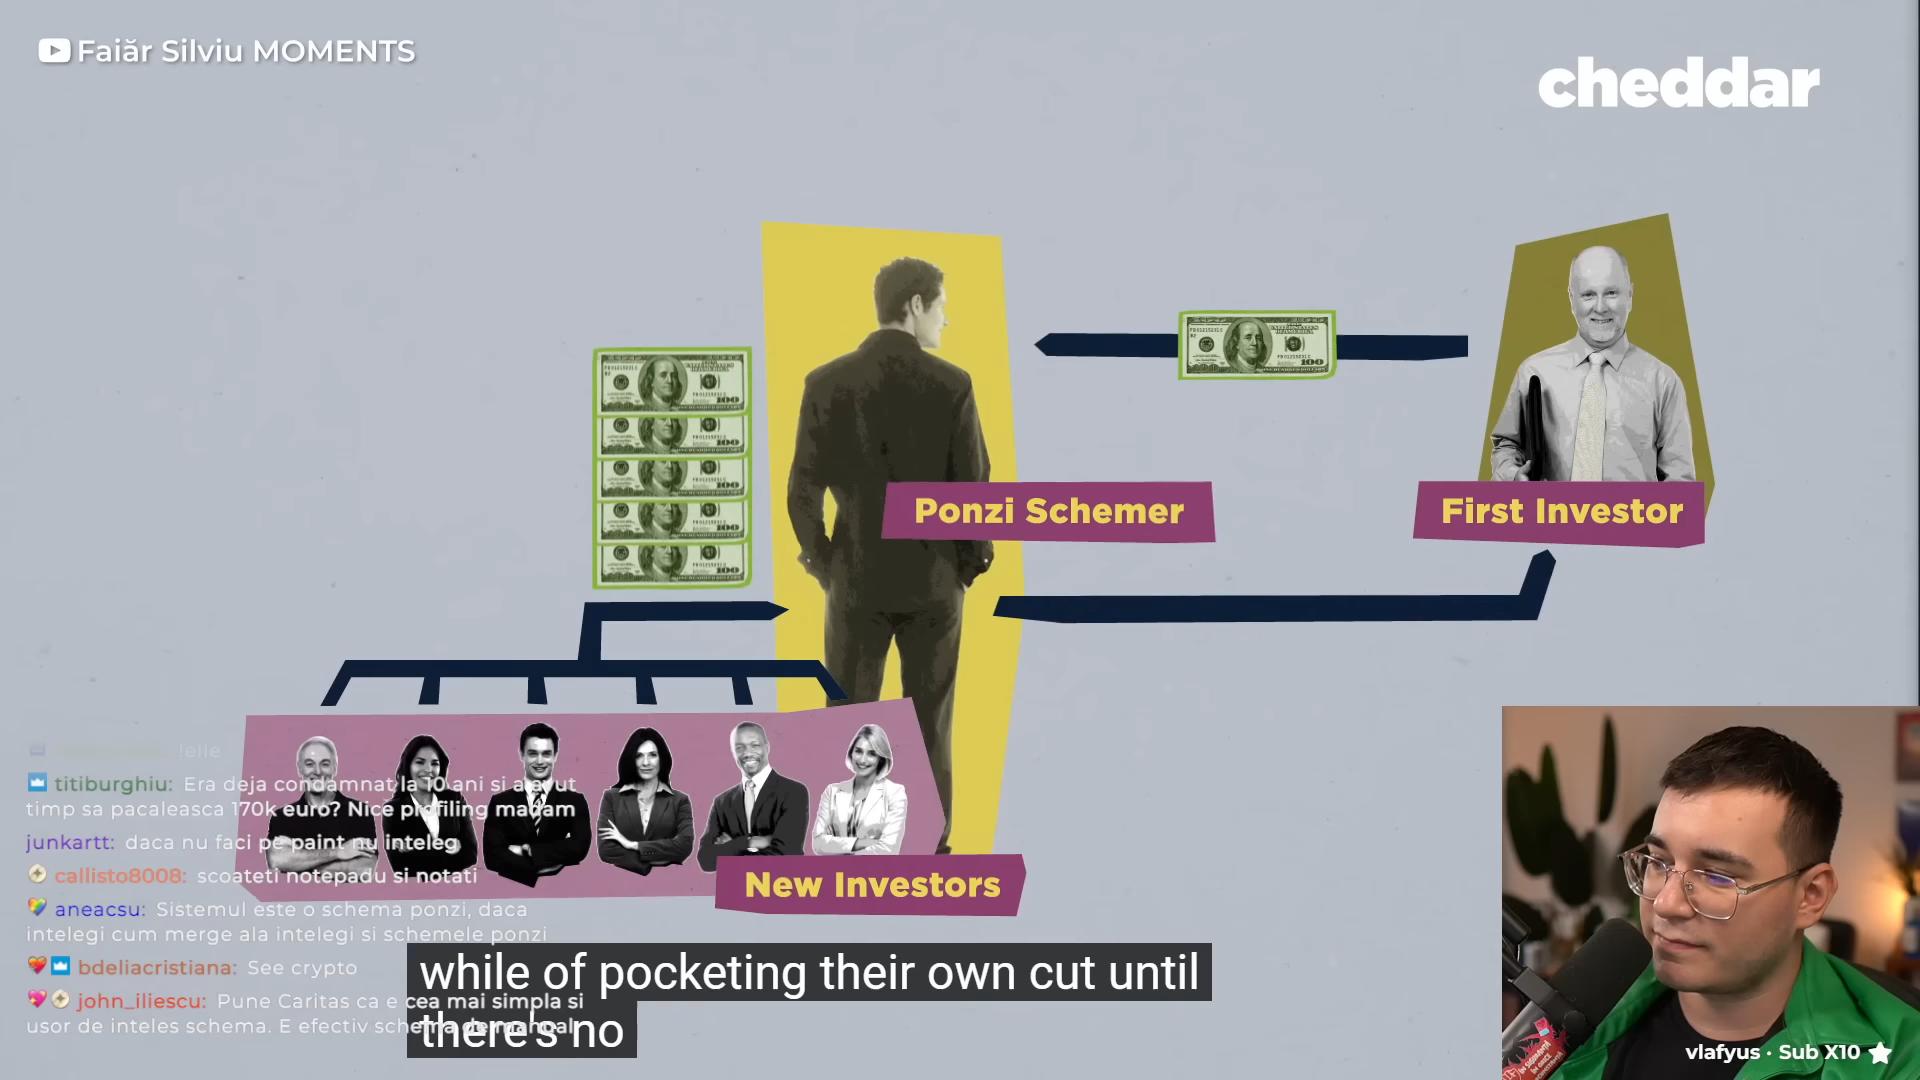 Faiăr Silviu MOMENTS
cheddar
Ponzi Schemer
First Investor
New Investors
!elle
titiburghiu: Era deja condamnat la 10 ani si a avut
timp sa pacaleasca 170k euro? Nice profiling madam
junkartt: daca nu faci pe paint nu inteleg
callisto8008: scoateti notepadu si notati
aneacsu: Sistemul este o schema ponzi, daca
intelegi cum merge ala intelegi si schemele ponzi
bdeliacristiana: See crypto
john_iliescu: Pune Caritas ca e cea mai simpla si
usor de inteles schema. E efectiv schema de manual
while of pocketing their own cut until
there's no
vlafyus · Sub X10